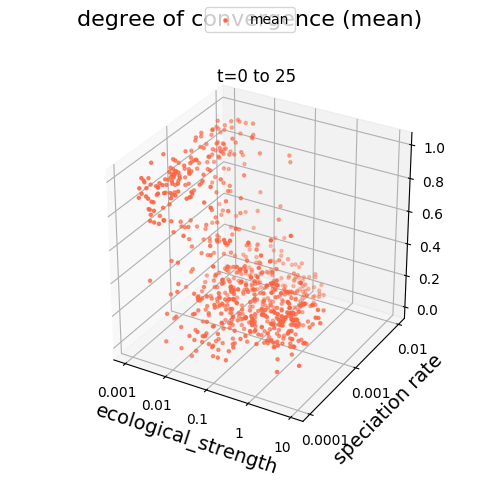 degree of convergence (mean)
mean
t=0 to 25
1.0
0.8
0.6
0.4
0.2
0.0
0.01
0.001
0.0001
speciation rate
0.001
0.01
0.1
1
10
ecological_strength